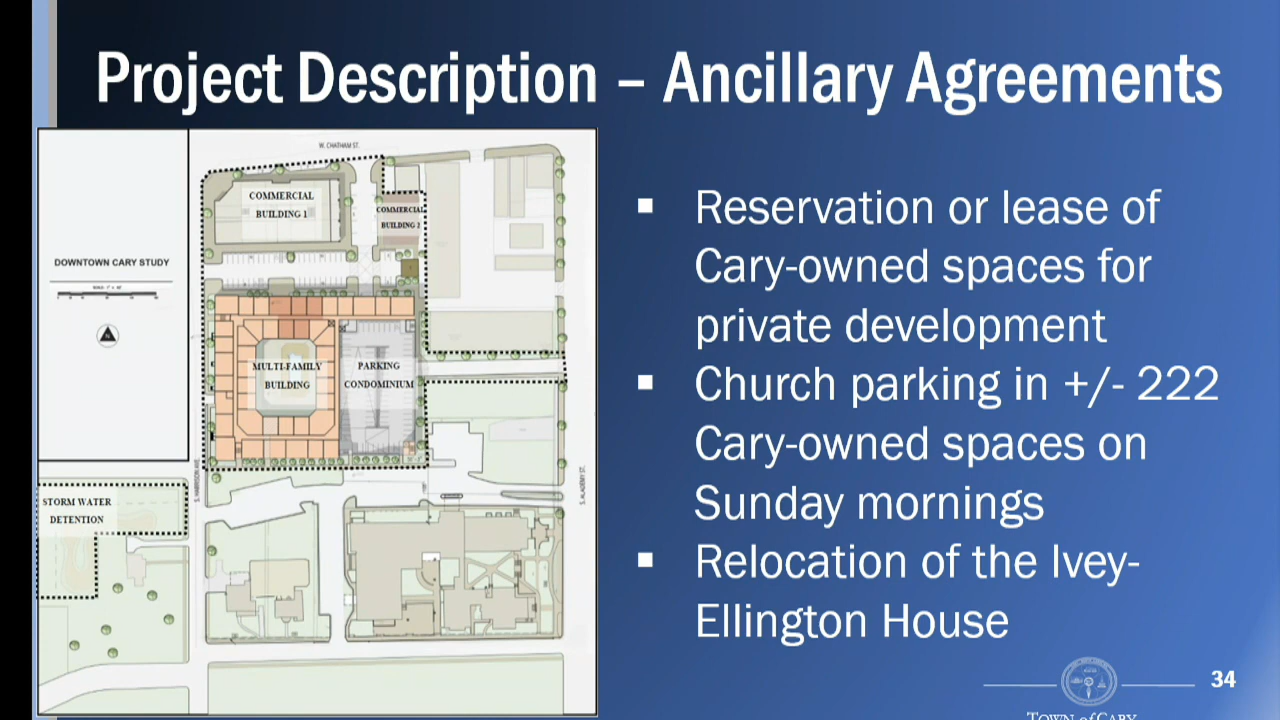 Project Description – Ancillary Agreements
W. CHATHAM ST.
COMMERCIAL
BUILDING 1
COMMERCIAL
BUILDING 2
DOWNTOWN CARY STUDY
MULTI-FAMILY
BUILDING
PARKING
CONDOMINIUM
S. HARRISON AVE.
S. ACADEMY ST.
STORM WATER
DETENTION
▪ Reservation or lease of
Cary-owned spaces for
private development
▪ Church parking in +/- 222
Cary-owned spaces on
Sunday mornings
▪ Relocation of the Ivey-
Ellington House
34
TOWN of CARY